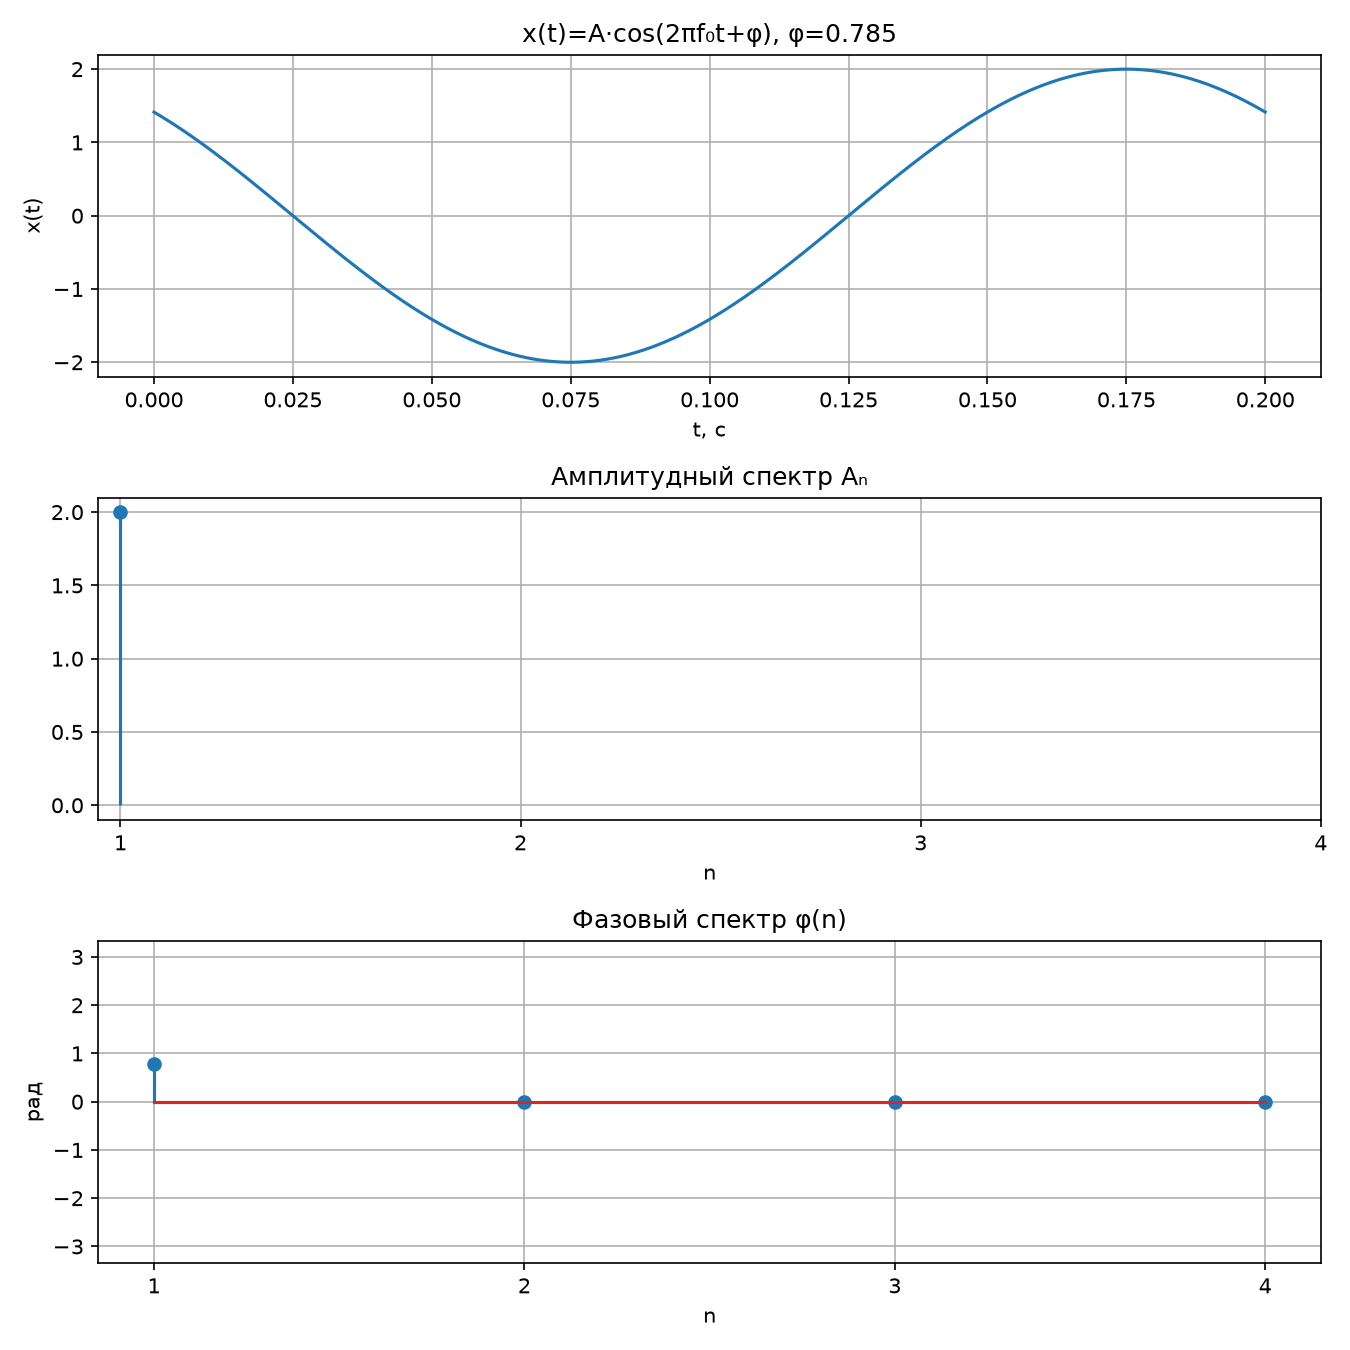 x(t)=A·cos(2πf₀t+φ), φ=0.785
2
1
0
−1
−2
x(t)
0.000 0.025 0.050 0.075 0.100 0.125 0.150 0.175 0.200
t, с
Амплитудный спектр Aₙ
2.0
1.5
1.0
0.5
0.0
1 2 3 4
n
Фазовый спектр φ(n)
3
2
1
0
−1
−2
−3
рад
1 2 3 4
n